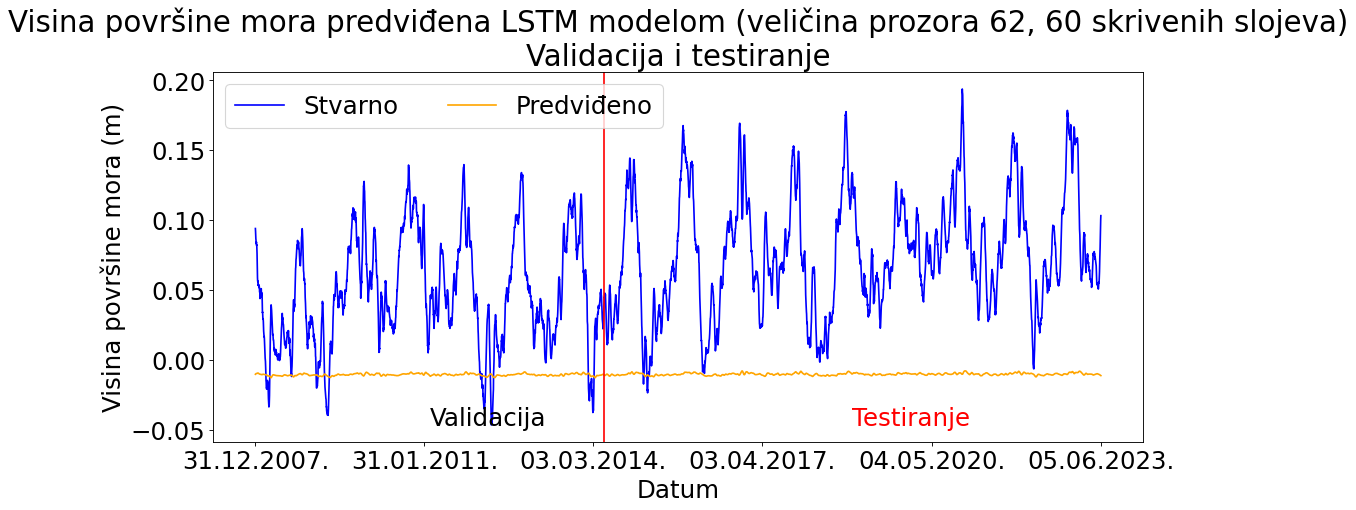 Visina površine mora predviđena LSTM modelom (veličina prozora 62, 60 skrivenih slojeva)
Validacija i testiranje
Stvarno
Predviđeno
Visina površine mora (m)
0.20
0.15
0.10
0.05
0.00
−0.05
Validacija
Testiranje
31.12.2007.
31.01.2011.
03.03.2014.
03.04.2017.
04.05.2020.
05.06.2023.
Datum